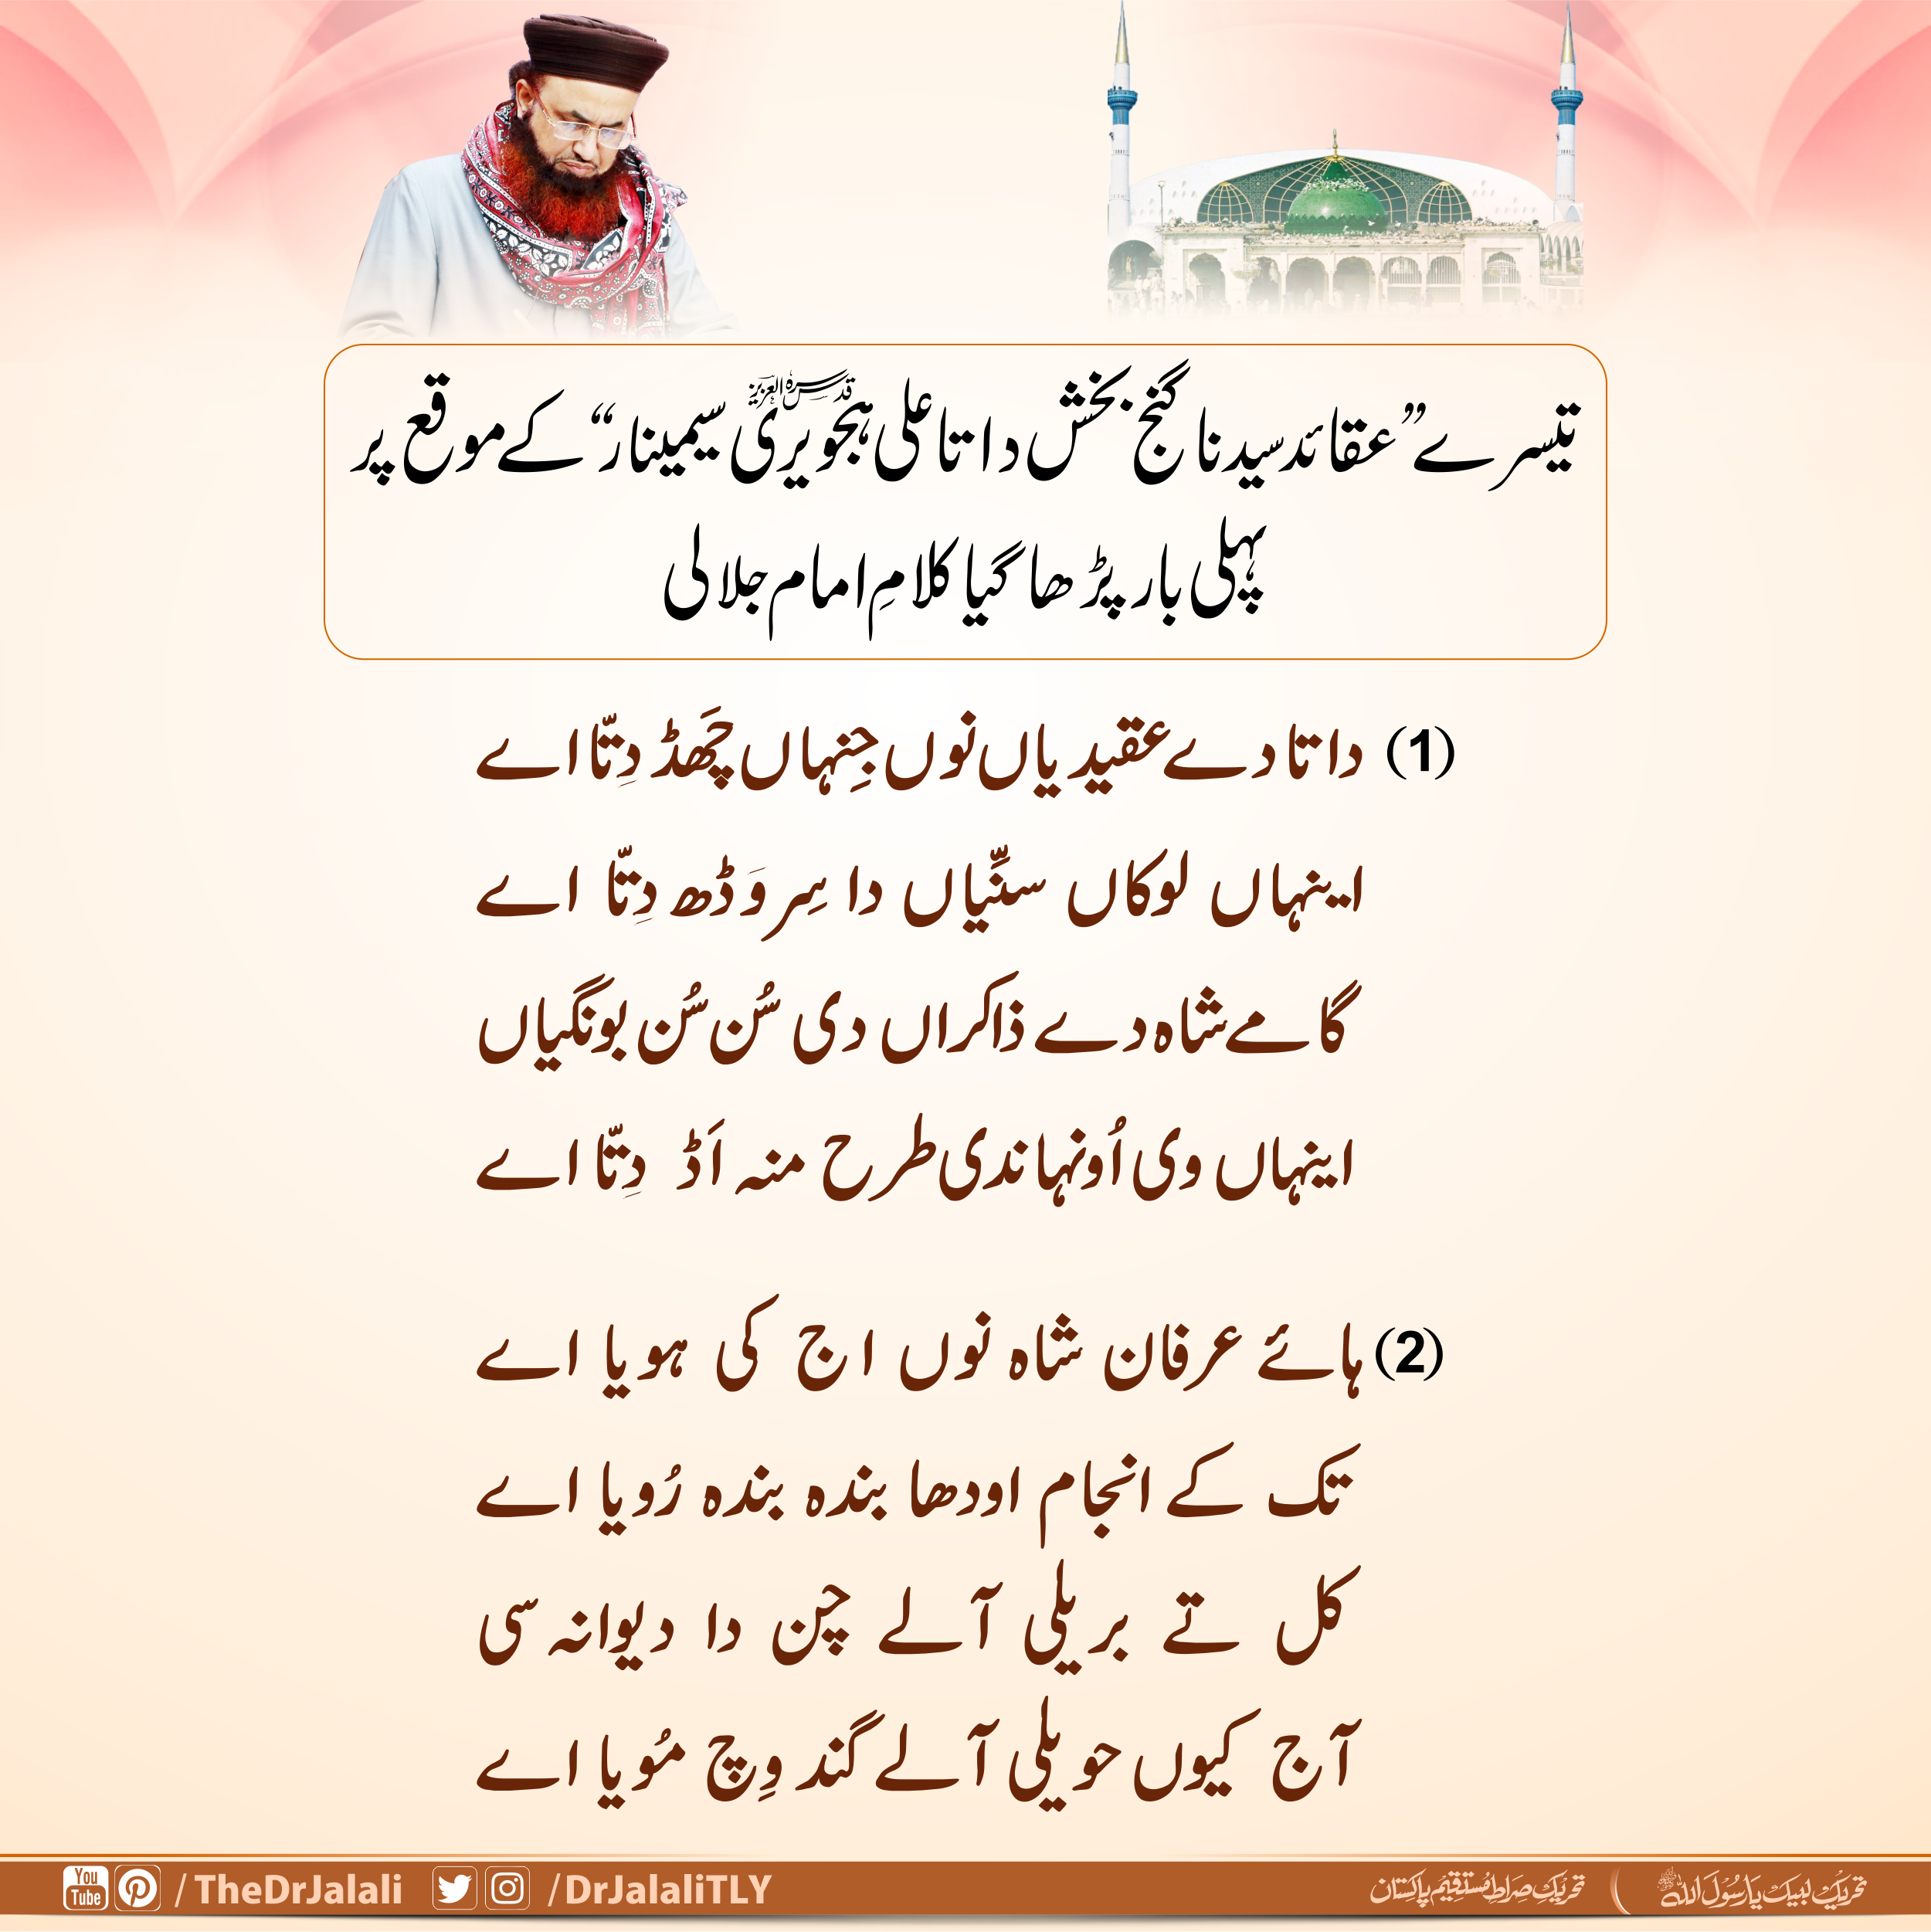 تیسرے ”عقائد سیدنا گنج بخش داتا علی ہجویری قدس سرہ العزیز سیمینار“ کے موقع پر
پہلی بار پڑھا گیا کلامِ امام جلالی
(1) داتا دے عقیدیاں نوں جِنہاں چَھڈ دِتّا اے
اینہاں لوکاں سنّیاں دا سِر وَڈھ دِتّا اے
گامے شاہ دے ذاکراں دی سُن سُن بونگیاں
اینہاں وی اُونہاندی طرح منہ اَڈ دِتّا اے
(2) ہائے عرفان شاہ نوں اج کی ہویا اے
تک کے انجام اودھا بندہ بندہ رُویا اے
کل تے بریلی آلے چن دا دیوانہ سی
آج کیوں حویلی آلے گند وِچ مُویا اے
You Tube / TheDrJalali / DrJalaliTLY تحریک صراط مستقیم پاکستان ( تحریک لبیک یا رسول اللہ ﷺ